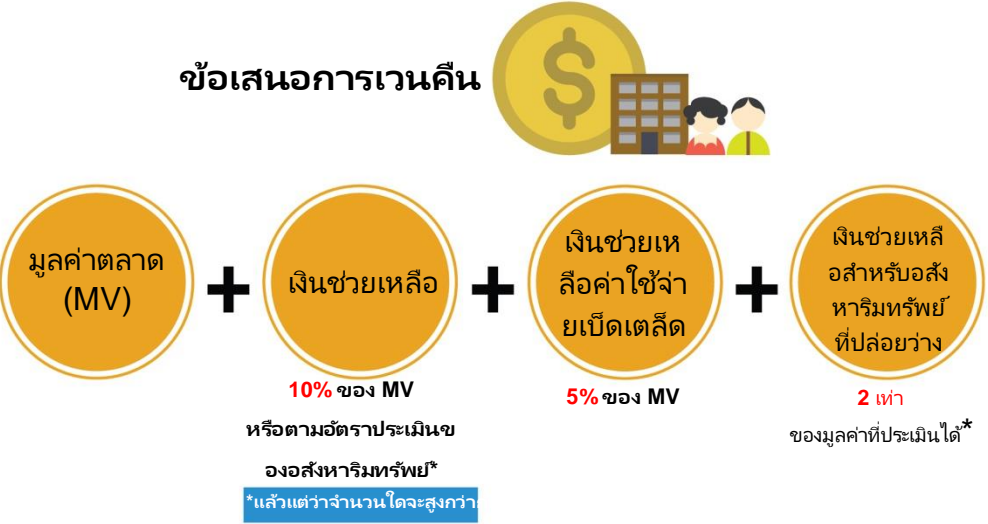 ข้อเสนอการเวนคืน
มูลค่าตลาด
(MV)
+
เงินช่วยเหลือ
+
เงินช่วยเห
ลือค่าใช้จ่า
ยเบ็ดเตล็ด
+
เงินช่วยเหลื
อสำหรับอสัง
หาริมทรัพย์
ที่ปล่อยว่าง
10% ของ MV
หรือตามอัตราประเมินข
องอสังหาริมทรัพย์*
*แล้วแต่ว่าจำนวนใดจะสูงกว่า
5% ของ MV
2 เท่า
ของมูลค่าที่ประเมินได้*